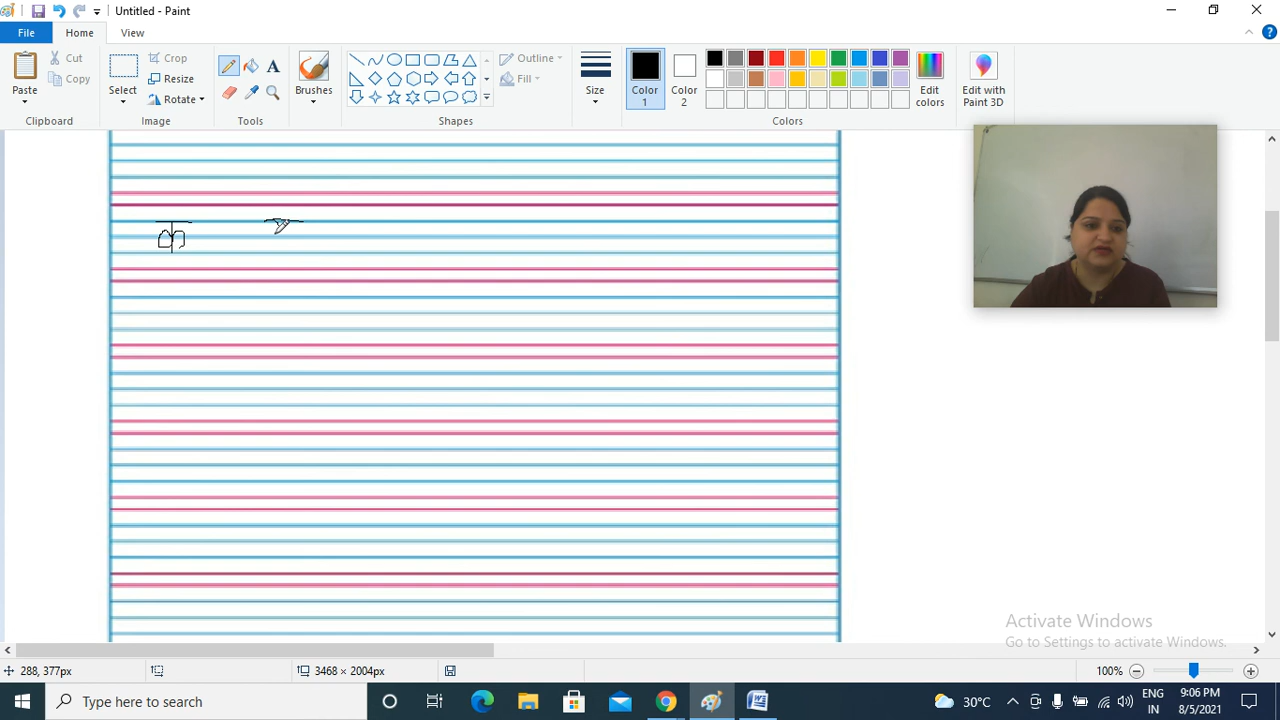 Untitled - Paint
File Home View
Paste Cut Copy Select Crop Resize Rotate Brushes Outline Fill Size Color 1 Color 2 Edit colors Edit with Paint 3D
Clipboard Image Tools Shapes Colors
क
Activate Windows
Go to Settings to activate Windows.
288, 377px 3468 × 2004px 100%
Type here to search 30°C ENG IN 9:06 PM 8/5/2021